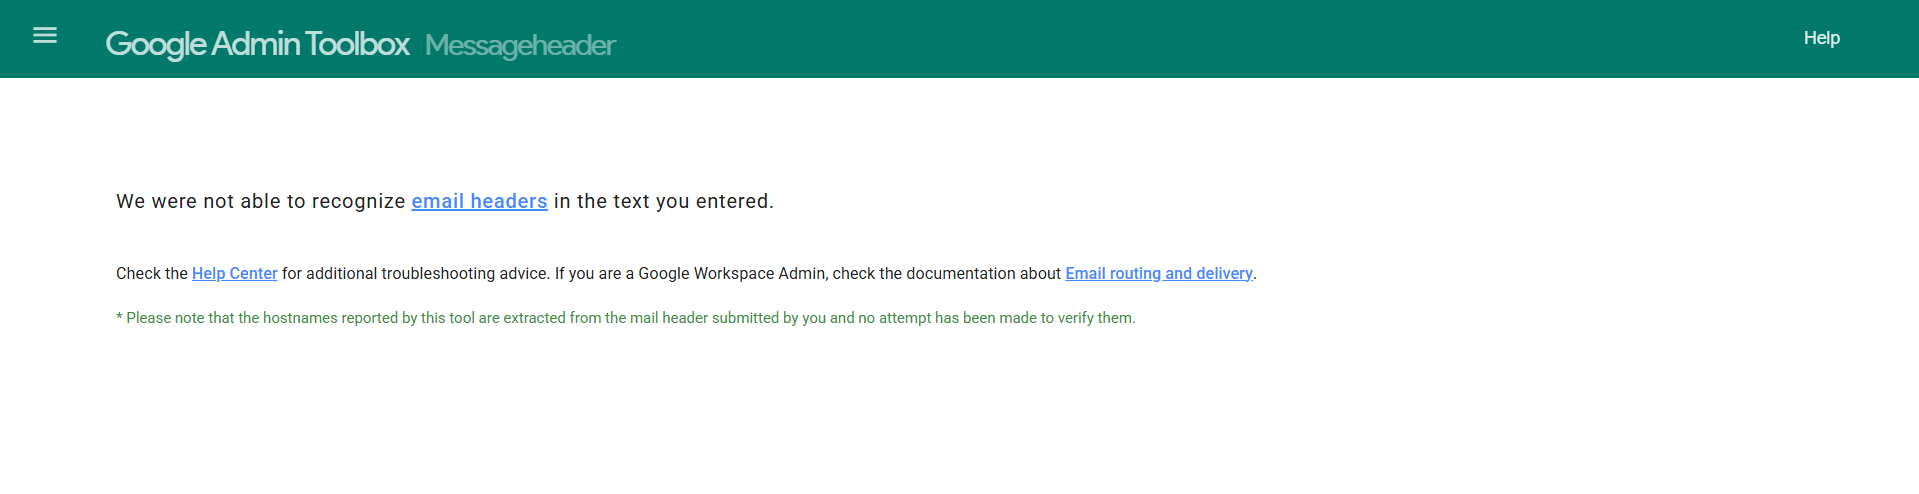 Google Admin Toolbox Messageheader Help
We were not able to recognize email headers in the text you entered.
Check the Help Center for additional troubleshooting advice. If you are a Google Workspace Admin, check the documentation about Email routing and delivery.
* Please note that the hostnames reported by this tool are extracted from the mail header submitted by you and no attempt has been made to verify them.